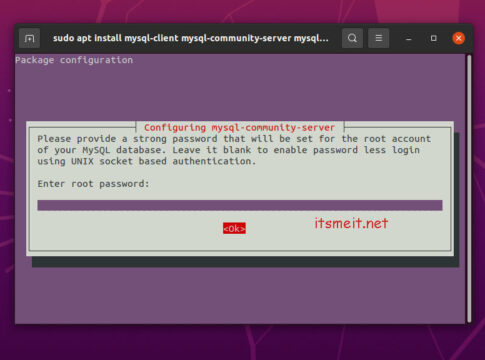 sudo apt install mysql-client mysql-community-server mysql...
Package configuration
Configuring mysql-community-server
Please provide a strong password that will be set for the root account
of your MySQL database. Leave it blank to enable password less login
using UNIX socket based authentication.
Enter root password:
<Ok>
itsmeit.net